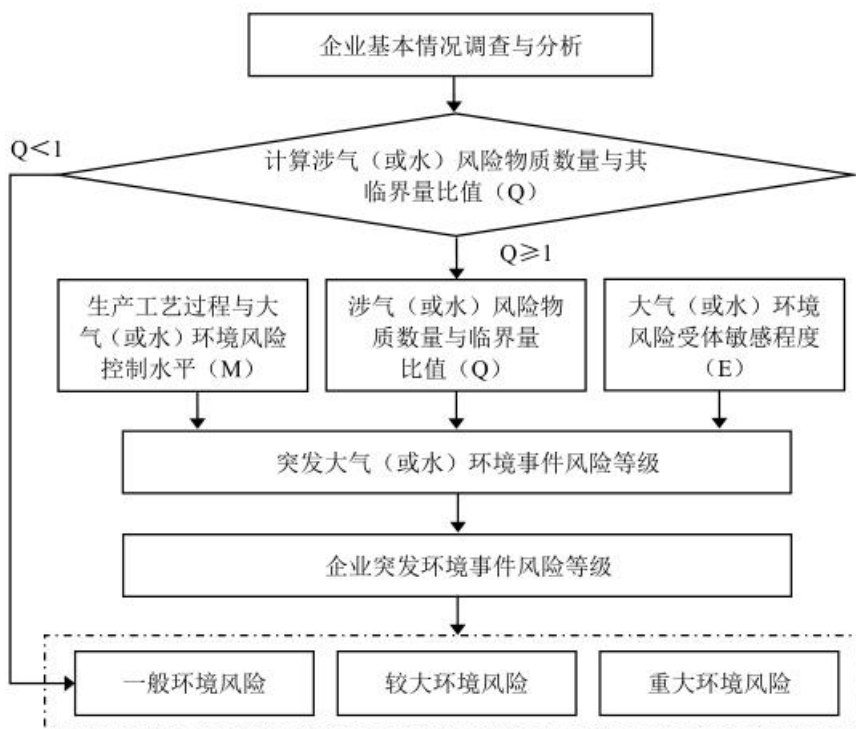 企业基本情况调查与分析
Q＜1
计算涉气（或水）风险物质数量与其
临界量比值（Q）
Q≥1
生产工艺过程与大
气（或水）环境风险
控制水平（M）
涉气（或水）风险物
质数量与临界量
比值（Q）
大气（或水）环境
风险受体敏感程度
（E）
突发大气（或水）环境事件风险等级
企业突发环境事件风险等级
一般环境风险
较大环境风险
重大环境风险